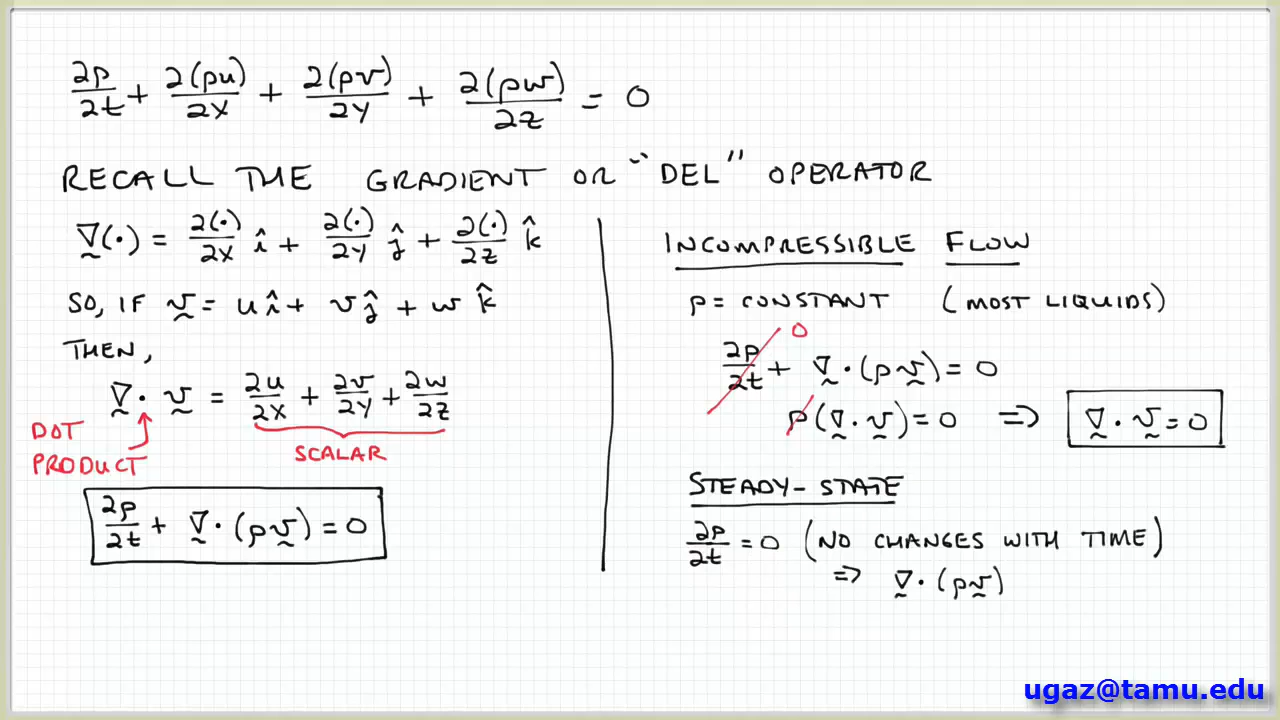 ∂ρ/∂t + ∂(ρu)/∂x + ∂(ρv)/∂y + ∂(ρw)/∂z = 0
RECALL THE GRADIENT OR "DEL" OPERATOR
∇(·) = ∂(·)/∂x î + ∂(·)/∂y ĵ + ∂(·)/∂z k̂
SO, IF v = uî + vĵ + wk̂
THEN,
∇ · v = ∂u/∂x + ∂v/∂y + ∂w/∂z
DOT
PRODUCT
SCALAR
∂ρ/∂t + ∇ · (ρv) = 0
INCOMPRESSIBLE FLOW
ρ = CONSTANT (MOST LIQUIDS)
0
∂ρ/∂t + ∇ · (ρv) = 0
ρ(∇ · v) = 0 ⇒ ∇ · v = 0
STEADY-STATE
∂ρ/∂t = 0 (NO CHANGES WITH TIME)
⇒ ∇ · (ρv)
ugaz@tamu.edu